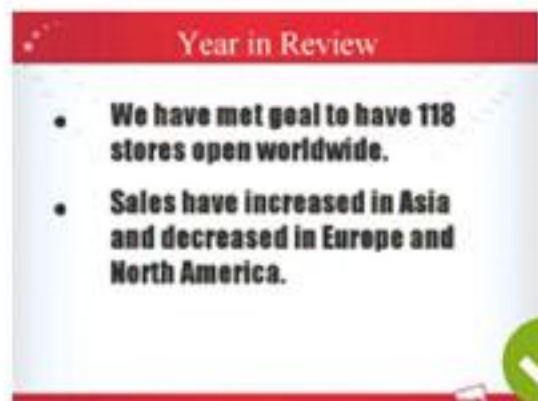 Year in Review
• We have met goal to have 118
stores open worldwide.
• Sales have increased in Asia
and decreased in Europe and
North America.